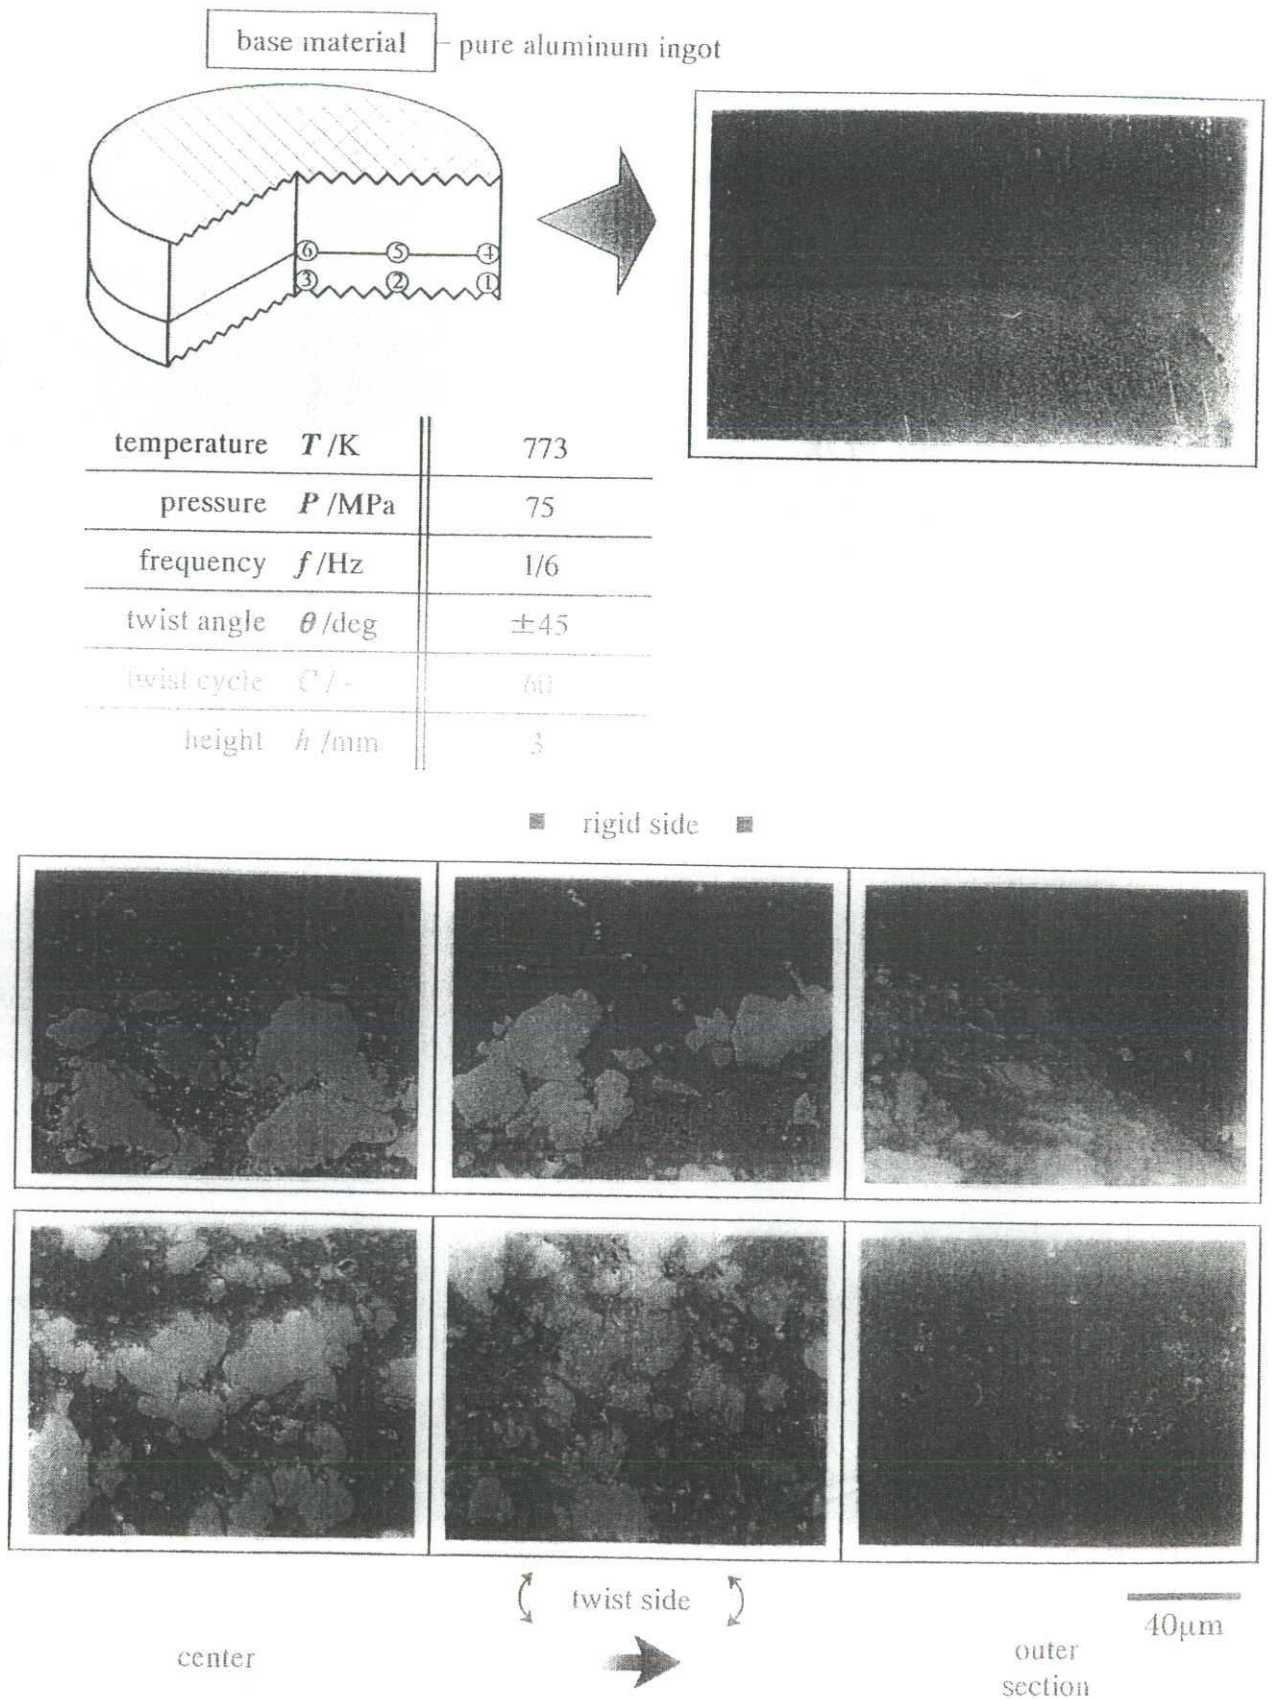 base material pure aluminum ingot
⑥ ⑤ ④
③ ② ①
temperature T /K 773
pressure P /MPa 75
frequency f /Hz 1/6
twist angle θ /deg ±45
twist cycle C / - 60
height h /mm 3
rigid side
twist side
40μm
center
outer
section